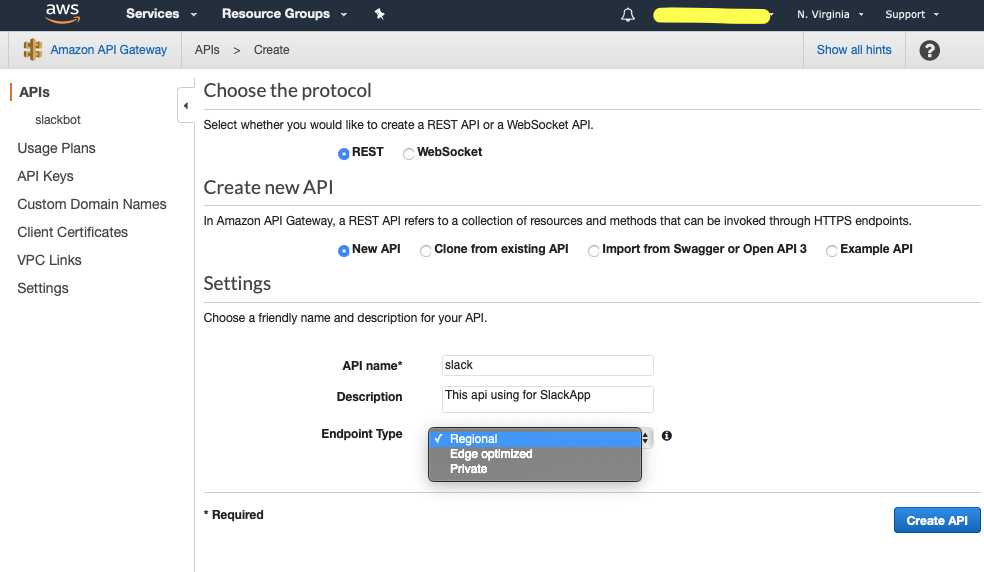 aws Services Resource Groups N. Virginia Support
Amazon API Gateway APIs > Create Show all hints ?
APIs
slackbot
Usage Plans
API Keys
Custom Domain Names
Client Certificates
VPC Links
Settings
Choose the protocol
Select whether you would like to create a REST API or a WebSocket API.
REST WebSocket
Create new API
In Amazon API Gateway, a REST API refers to a collection of resources and methods that can be invoked through HTTPS endpoints.
New API Clone from existing API Import from Swagger or Open API 3 Example API
Settings
Choose a friendly name and description for your API.
API name* slack
Description This api using for SlackApp
Endpoint Type ✓ Regional
Edge optimized
Private
* Required
Create API